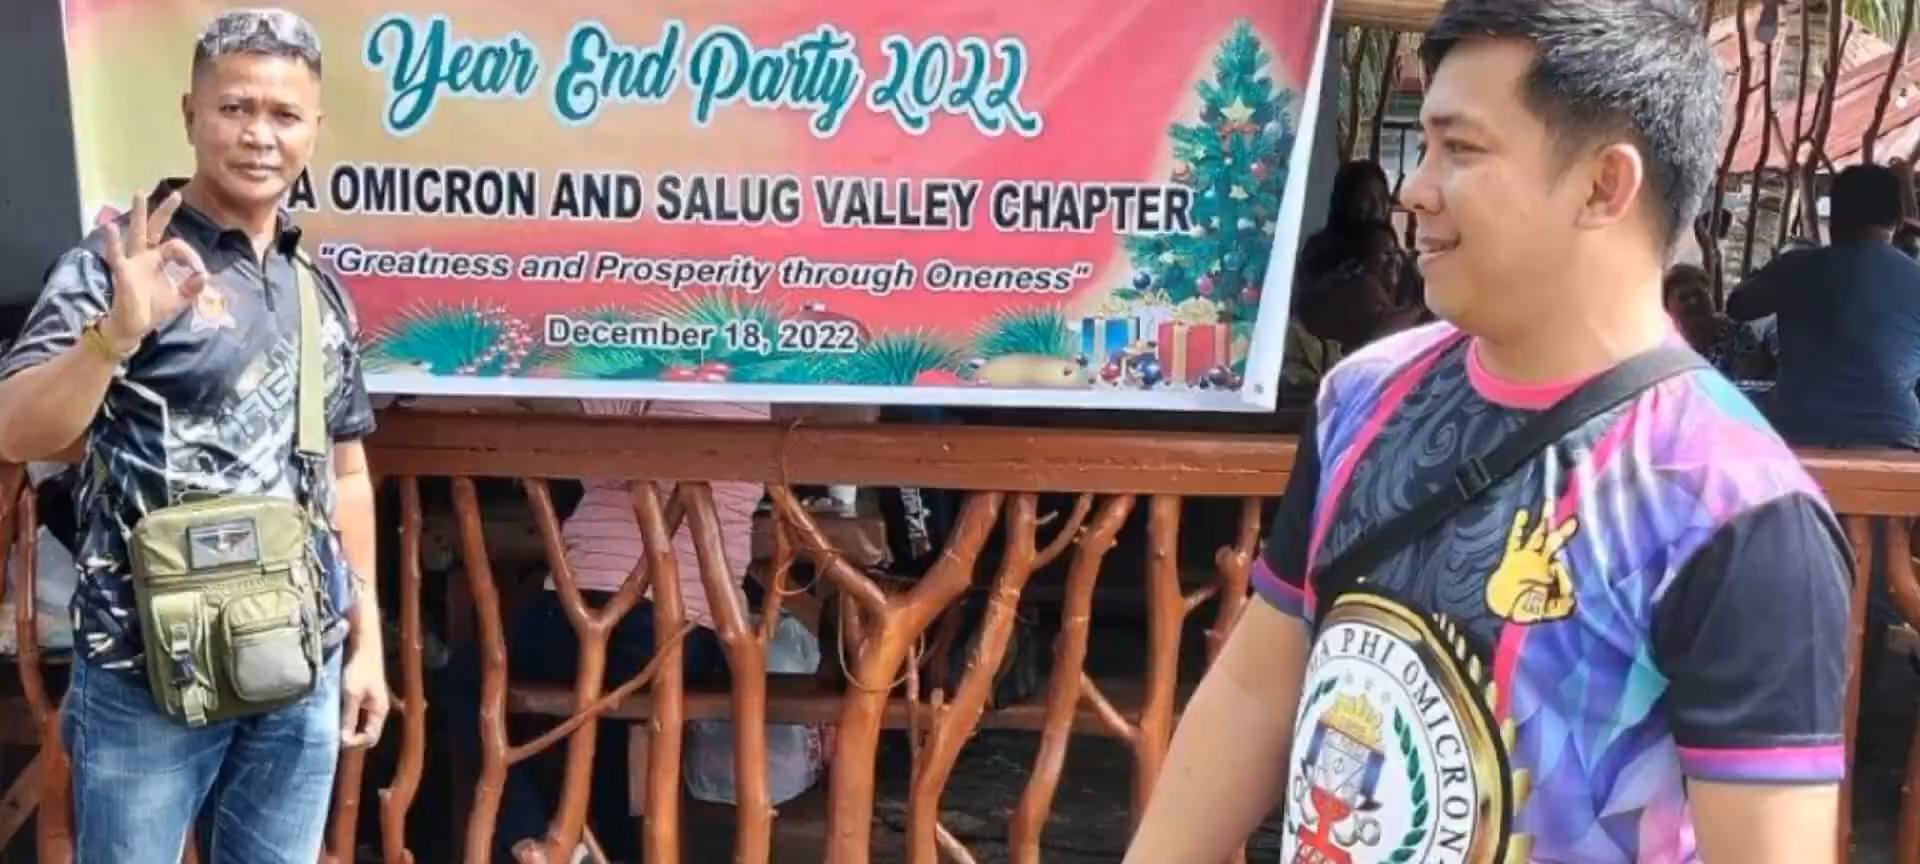 Year End Party 2022
A OMICRON AND SALUG VALLEY CHAPTER
"Greatness and Prosperity through Oneness"
December 18, 2022
PHI OMICRON